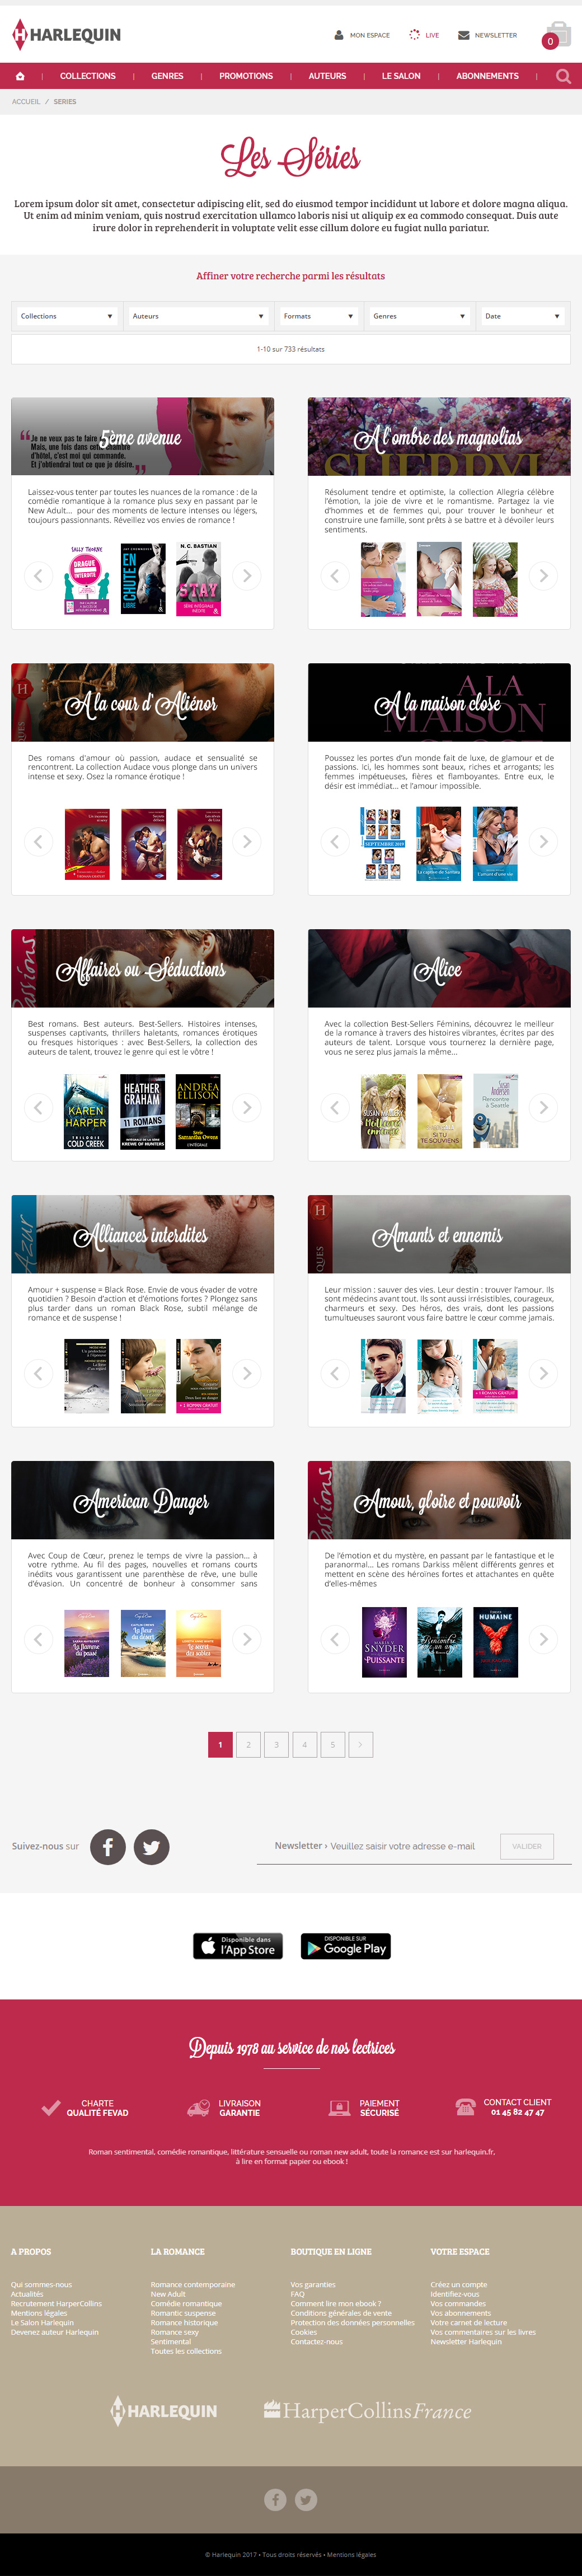 HARLEQUIN
MON ESPACE
LIVE
NEWSLETTER
0
COLLECTIONS | GENRES | PROMOTIONS | AUTEURS | LE SALON | ABONNEMENTS |
ACCUEIL / SERIES
Les Séries
Lorem ipsum dolor sit amet, consectetur adipiscing elit, sed do eiusmod tempor incididunt ut labore et dolore magna aliqua.
Ut enim ad minim veniam, quis nostrud exercitation ullamco laboris nisi ut aliquip ex ea commodo consequat. Duis aute
irure dolor in reprehenderit in voluptate velit esse cillum dolore eu fugiat nulla pariatur.
Affiner votre recherche parmi les résultats
Collections
Auteurs
Formats
Genres
Date
1-10 sur 733 résultats
5ème avenue
Laissez-vous tenter par toutes les nuances de la romance : de la
comédie romantique à la romance plus sexy en passant par le
New Adult... pour des moments de lecture intenses ou légers,
toujours passionnants. Réveillez vos envies de romance !
SALLY THORNE
DRAGUE
INTERDITE
EN
CHUTE
LIBRE
N.C. BASTIAN
STAY
A l'ombre des magnolias
Résolument tendre et optimiste, la collection Allegria célèbre
l'émotion, la joie de vivre et le romantisme. Partagez la vie
d'hommes et de femmes qui, pour trouver le bonheur et
construire une famille, sont prêts à se battre et à dévoiler leurs
sentiments.
A la cour d'Aliénor
Des romans d'amour où passion, audace et sensualité se
rencontrent. La collection Audace vous plonge dans un univers
intense et sexy. Osez la romance érotique !
A la maison close
Poussez les portes d'un monde fait de luxe, de glamour et de
passions. Ici, les hommes sont beaux, riches et arrogants; les
femmes impétueuses, fières et flamboyantes. Entre eux, le
désir est immédiat... et l'amour impossible.
SEPTEMBRE 2019
La captive de Santina
L'amant d'une vie
Affaires ou Séductions
Best romans. Best auteurs. Best-Sellers. Histoires intenses,
suspenses captivants, thrillers haletants, romances érotiques
ou fresques historiques : avec Best-Sellers, la collection des
auteurs de talent, trouvez le genre qui est le vôtre !
KAREN
HARPER
TRILOGIE
COLD CREEK
HEATHER
GRAHAM
11 ROMANS
KREWE OF HUNTERS
ANDREA
ELLISON
Samantha Owens
L'INTÉGRALE
Alice
Avec la collection Best-Sellers Féminins, découvrez le meilleur
de la romance à travers des histoires vibrantes, écrites par des
auteurs de talent. Lorsque vous tournerez la dernière page,
vous ne serez plus jamais la même...
SUSAN MALLERY
SI TU
TE SOUVIENS
Susan
Andersen
Rencontre
à Seattle
Alliances interdites
Amour + suspense = Black Rose. Envie de vous évader de votre
quotidien ? Besoin d'action et d'émotions fortes ? Plongez sans
plus tarder dans un roman Black Rose, subtil mélange de
romance et de suspense !
+ 1 ROMAN GRATUIT
Amants et ennemis
Leur mission : sauver des vies. Leur destin : trouver l'amour. Ils
sont médecins avant tout. Ils sont aussi irrésistibles, courageux,
charmeurs et sexy. Des héros, des vrais, dont les passions
tumultueuses sauront vous faire battre le cœur comme jamais.
+ 1 ROMAN GRATUIT
American Danger
Avec Coup de Cœur, prenez le temps de vivre la passion... à
votre rythme. Au fil des pages, nouvelles et romans courts
inédits vous garantissent une parenthèse de rêve, une bulle
d'évasion. Un concentré de bonheur à consommer sans
La flamme
du passé
La fleur
du désert
Le secret
des sables
Amour, gloire et pouvoir
De l'émotion et du mystère, en passant par le fantastique et le
paranormal... Les romans Darkiss mêlent différents genres et
mettent en scène des héroïnes fortes et attachantes en quête
d'elles-mêmes
SNYDER
PUISSANTE
HUMAINE
1 2 3 4 5
Suivez-nous sur
Newsletter › Veuillez saisir votre adresse e-mail
VALIDER
Disponible dans
l'App Store
DISPONIBLE SUR
Google Play
Depuis 1978 au service de nos lectrices
CHARTE
QUALITÉ FEVAD
LIVRAISON
GARANTIE
PAIEMENT
SÉCURISÉ
CONTACT CLIENT
01 45 82 47 47
Roman sentimental, comédie romantique, littérature sensuelle ou roman new adult, toute la romance est sur harlequin.fr,
à lire en format papier ou ebook !
A PROPOS
Qui sommes-nous
Actualités
Recrutement HarperCollins
Mentions légales
Le Salon Harlequin
Devenez auteur Harlequin
LA ROMANCE
Romance contemporaine
New Adult
Comédie romantique
Romantic suspense
Romance historique
Romance sexy
Sentimental
Toutes les collections
BOUTIQUE EN LIGNE
Vos garanties
FAQ
Comment lire mon ebook ?
Conditions générales de vente
Protection des données personnelles
Cookies
Contactez-nous
VOTRE ESPACE
Créez un compte
Identifiez-vous
Vos commandes
Vos abonnements
Votre carnet de lecture
Vos commentaires sur les livres
Newsletter Harlequin
HARLEQUIN
HarperCollins France
© Harlequin 2017 • Tous droits réservés • Mentions légales